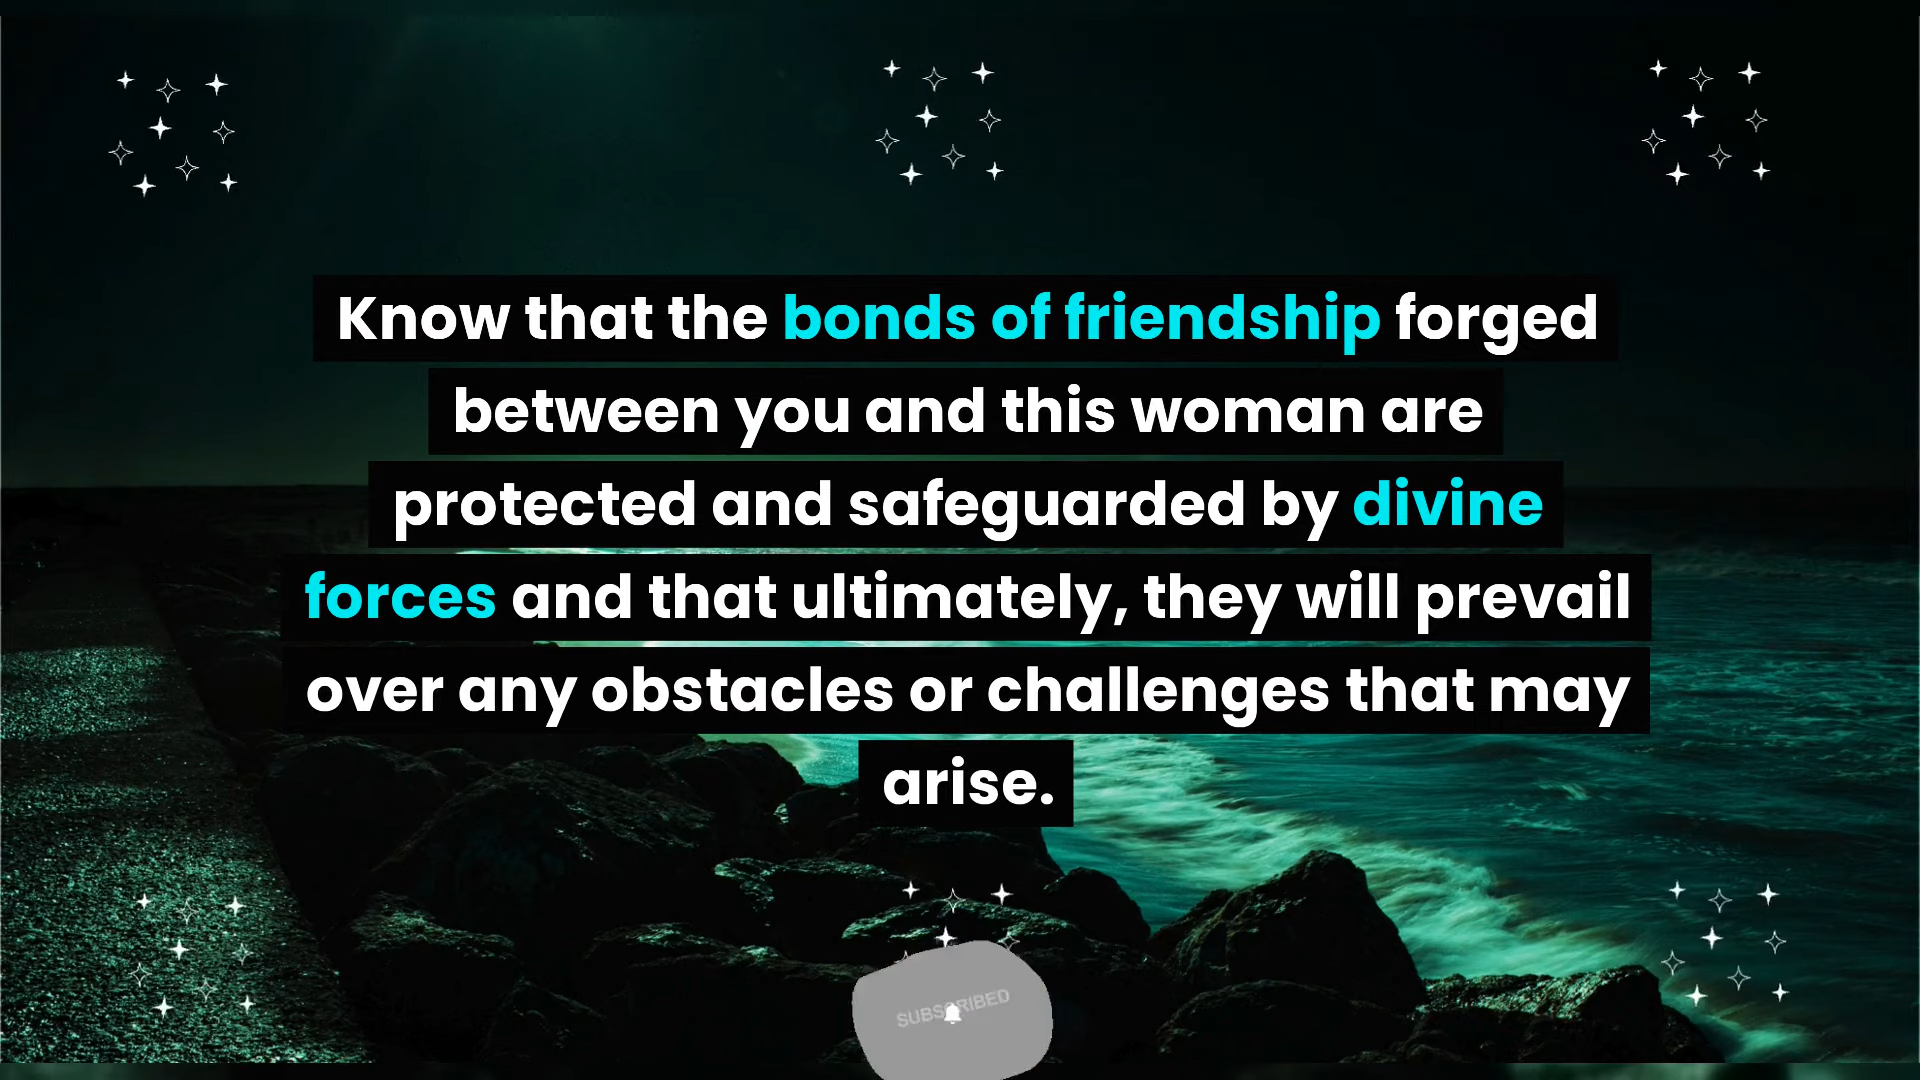 Know that the bonds of friendship forged
between you and this woman are
protected and safeguarded by divine
forces and that ultimately, they will prevail
over any obstacles or challenges that may
arise.
SUBSCRIBED